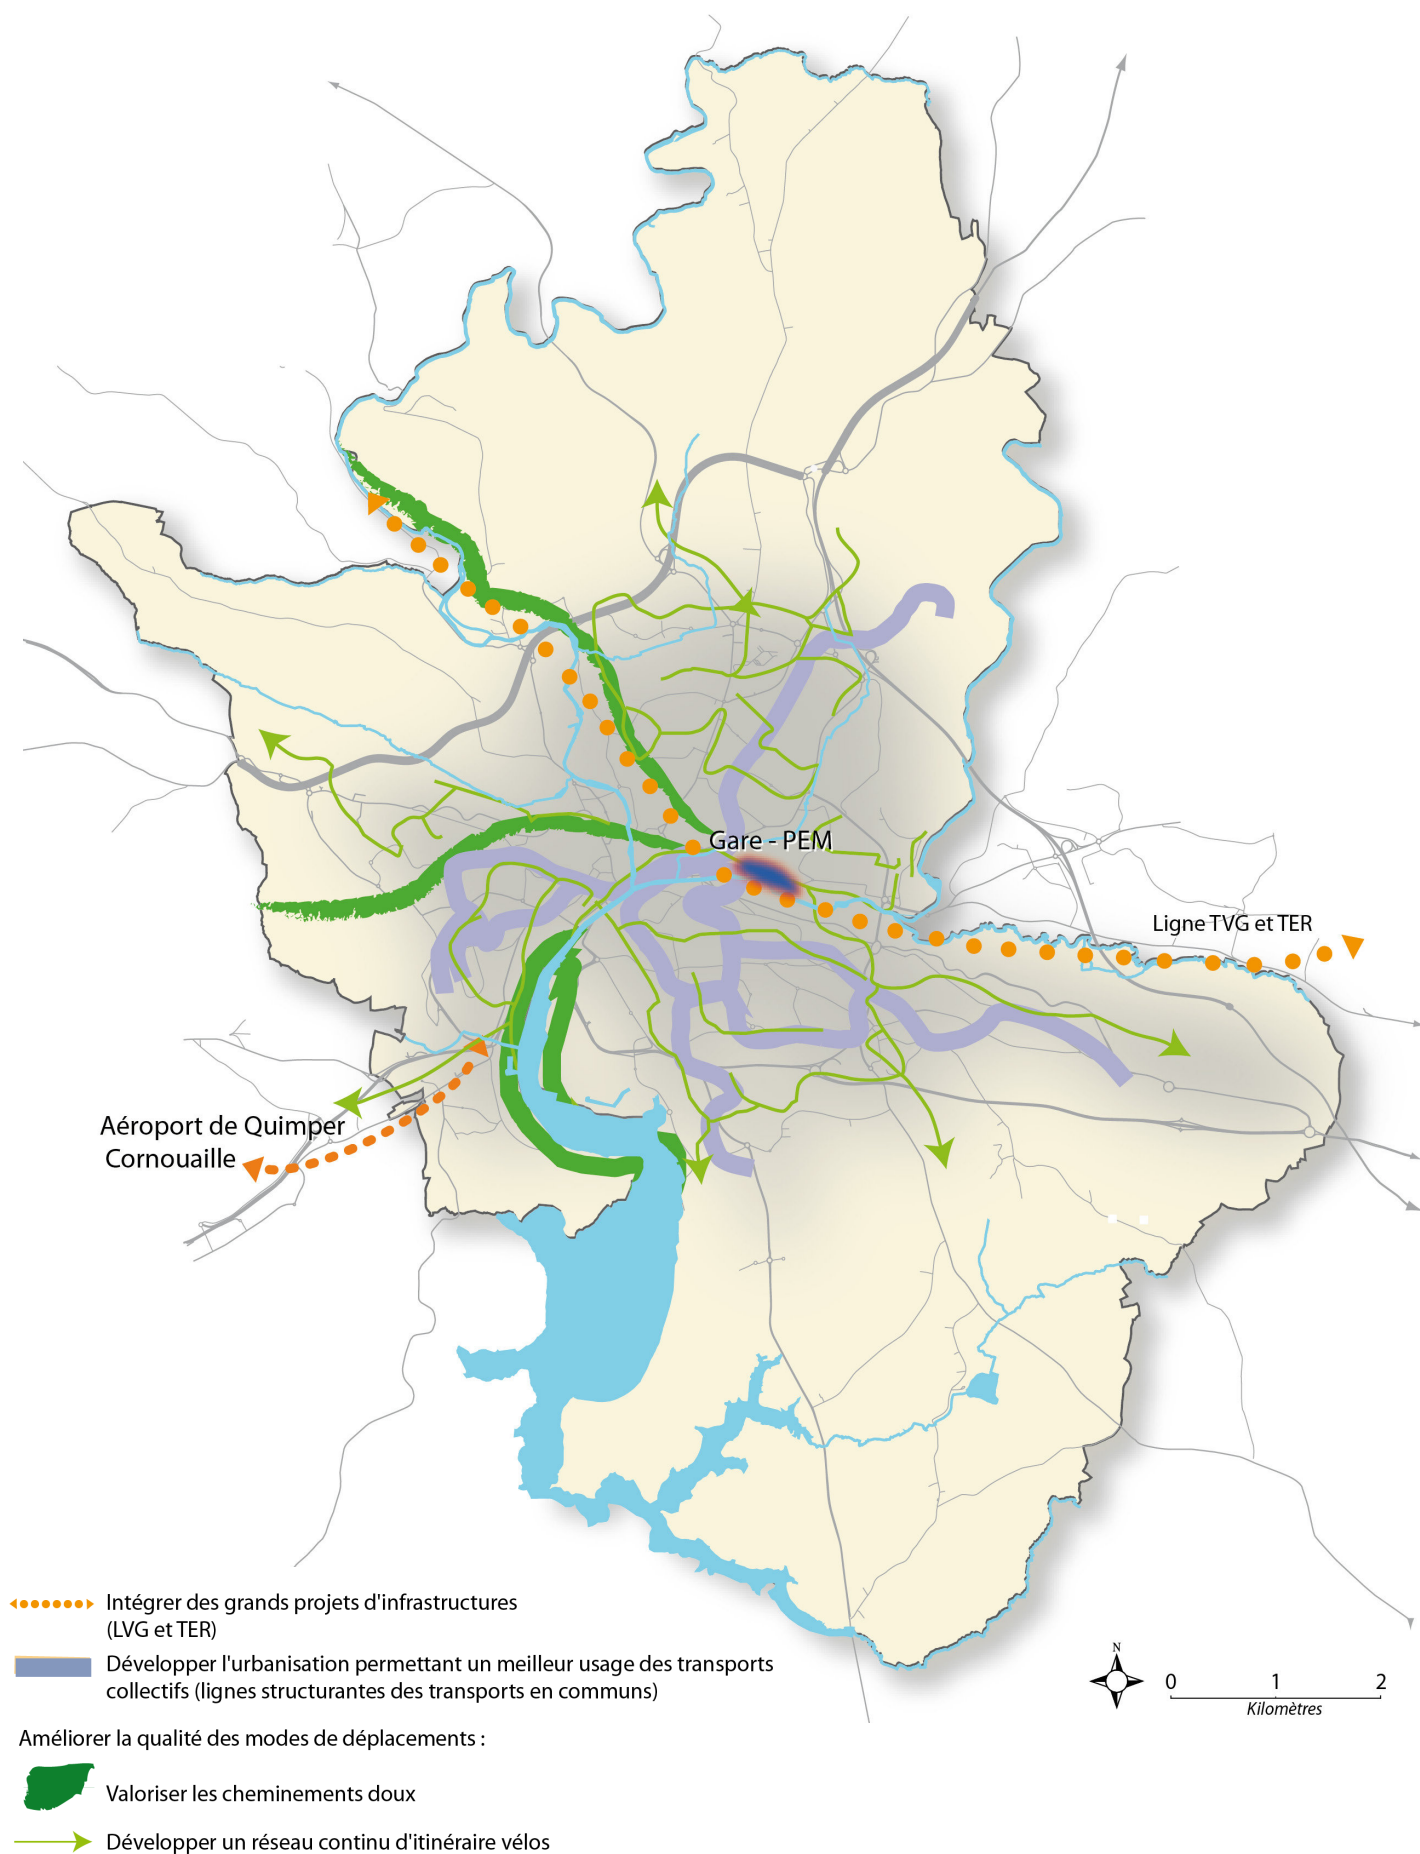 Gare - PEM
Ligne TVG et TER
Aéroport de Quimper
Cornouaille
Intégrer des grands projets d'infrastructures
(LVG et TER)
Développer l'urbanisation permettant un meilleur usage des transports
collectifs (lignes structurantes des transports en communs)
N
0 1 2
Kilomètres
Améliorer la qualité des modes de déplacements :
Valoriser les cheminements doux
Développer un réseau continu d'itinéraire vélos